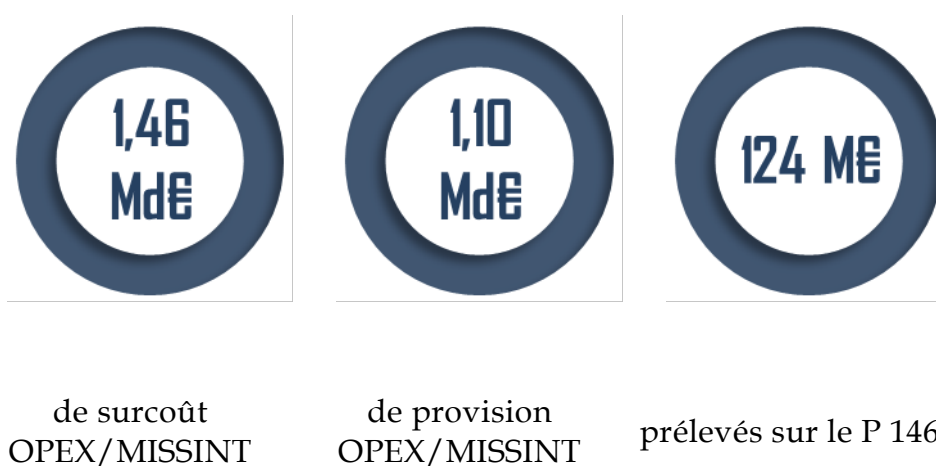 1,46
Md€
1,10
Md€
124 M€
de surcoût
OPEX/MISSINT
de provision
OPEX/MISSINT
prélevés sur le P 146